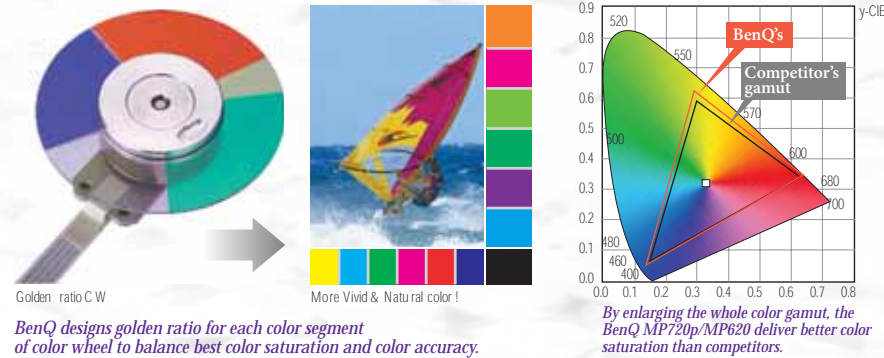 Golden ratio C W
More Vivid & Natural color !
BenQ designs golden ratio for each color segment
of color wheel to balance best color saturation and color accuracy.
y-CIE
0.9
0.8
0.7
0.6
0.5
0.4
0.3
0.2
0.1
0.0
0.0 0.1 0.2 0.3 0.4 0.5 0.6 0.7 0.8
520
550
570
600
680
700
500
480
460
400
BenQ's
Competitor's
gamut
By enlarging the whole color gamut, the
BenQ MP720p/MP620 deliver better color
saturation than competitors.